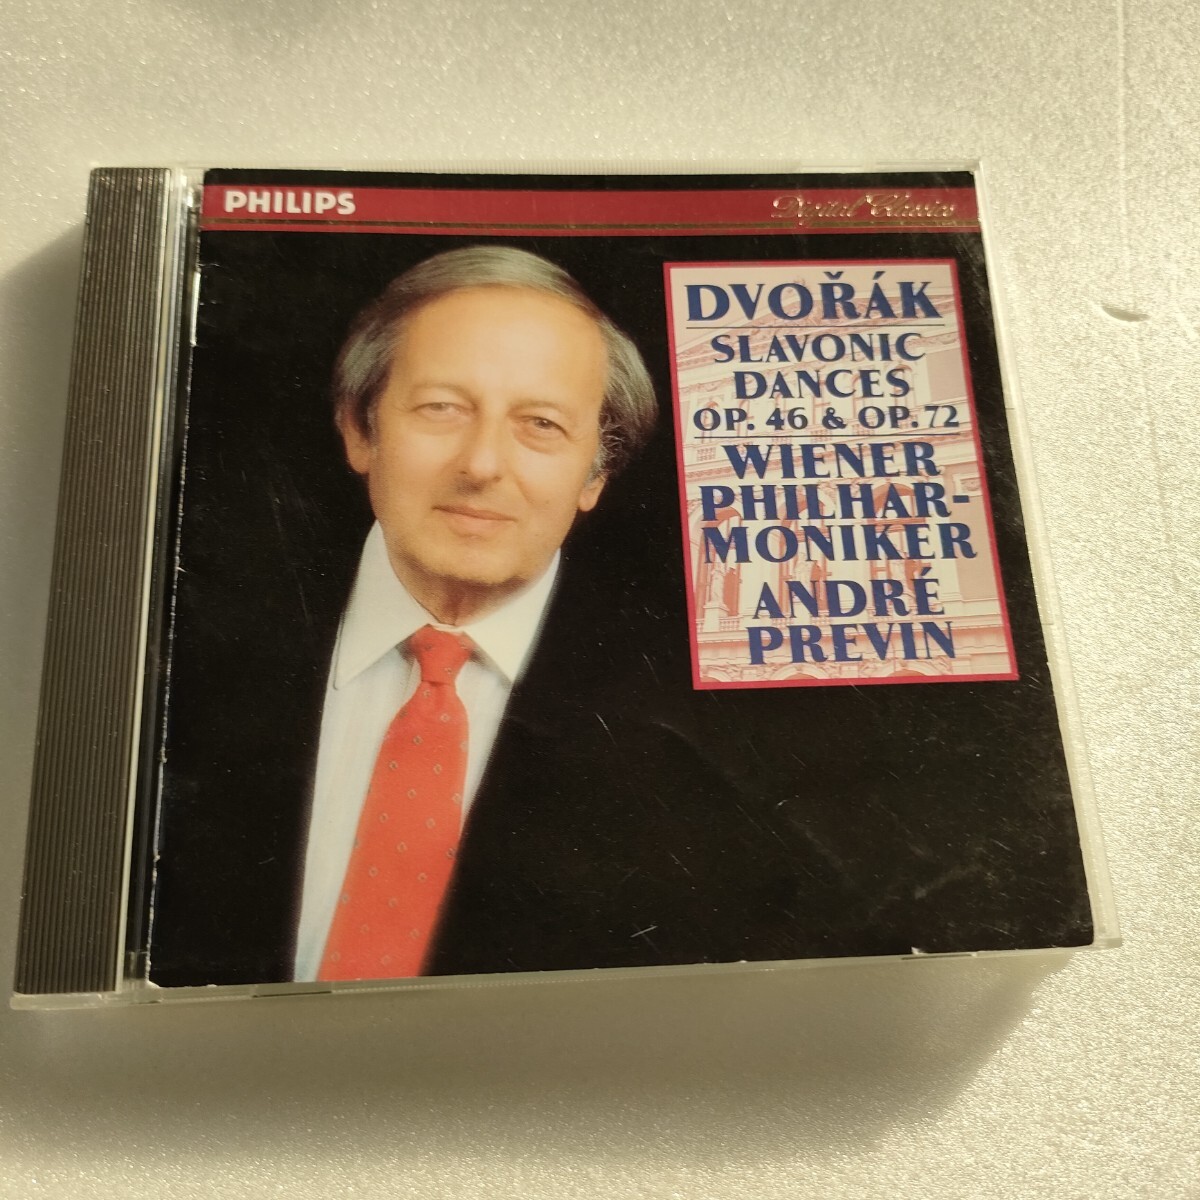 PHILIPS
Digital Classics
DVOŘÁK
SLAVONIC
DANCES
OP. 46 & OP. 72
WIENER
PHILHAR-
MONIKER
ANDRÉ
PREVIN